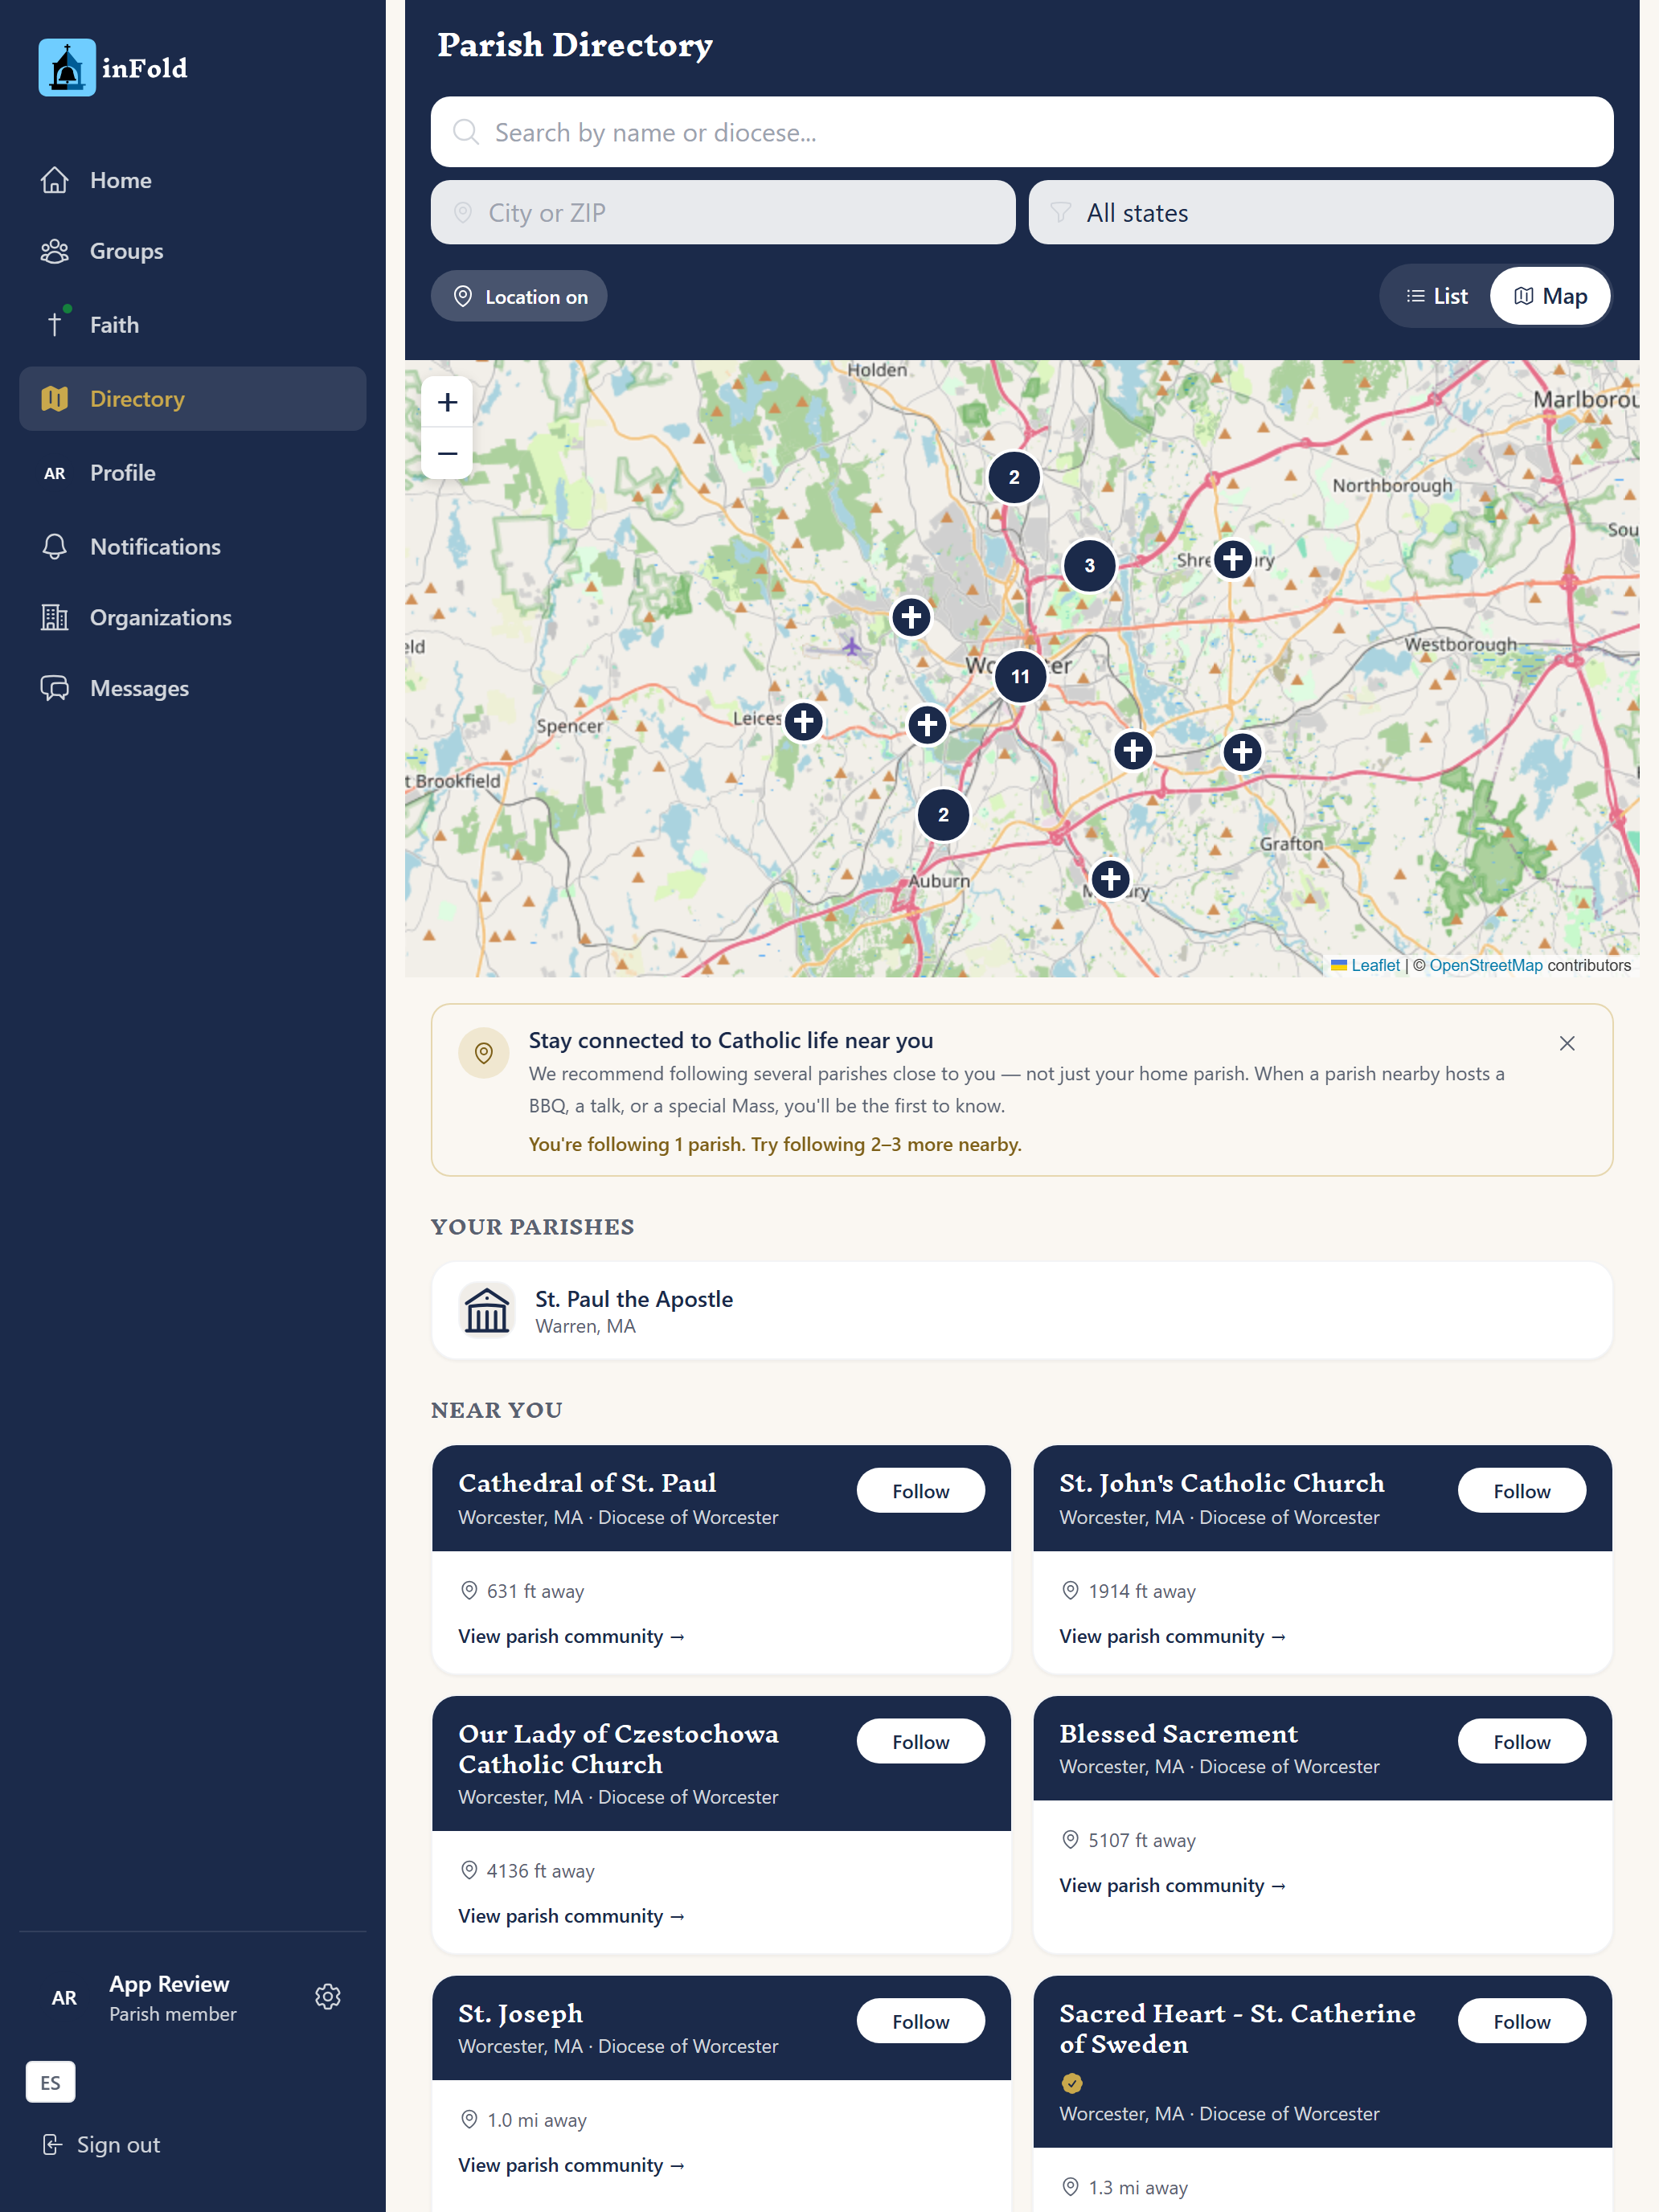 inFold
Home
Groups
Faith
Directory
AR Profile
Notifications
Organizations
Messages
AR
App Review
Parish member
ES
Sign out
Parish Directory
Search by name or diocese...
City or ZIP
All states
Location on
List
Map
+
−
Holden
Marlborou
Northborough
Sou
2
3
11
2
Westborough
Spencer
Leices
t Brookfield
eld
Grafton
Auburn
Leaflet | © OpenStreetMap contributors
Stay connected to Catholic life near you
We recommend following several parishes close to you — not just your home parish. When a parish nearby hosts a
BBQ, a talk, or a special Mass, you'll be the first to know.
You're following 1 parish. Try following 2–3 more nearby.
YOUR PARISHES
St. Paul the Apostle
Warren, MA
NEAR YOU
Cathedral of St. Paul
Follow
Worcester, MA · Diocese of Worcester
631 ft away
View parish community →
St. John's Catholic Church
Follow
Worcester, MA · Diocese of Worcester
1914 ft away
View parish community →
Our Lady of Czestochowa
Catholic Church
Follow
Worcester, MA · Diocese of Worcester
4136 ft away
View parish community →
Blessed Sacrement
Follow
Worcester, MA · Diocese of Worcester
5107 ft away
View parish community →
St. Joseph
Follow
Worcester, MA · Diocese of Worcester
1.0 mi away
View parish community →
Sacred Heart - St. Catherine
of Sweden
Follow
Worcester, MA · Diocese of Worcester
1.3 mi away